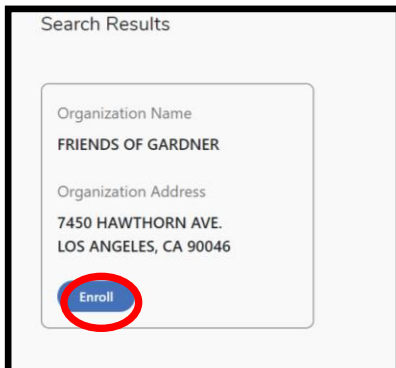 Search Results
Organization Name
FRIENDS OF GARDNER
Organization Address
7450 HAWTHORN AVE.
LOS ANGELES, CA 90046
Enroll